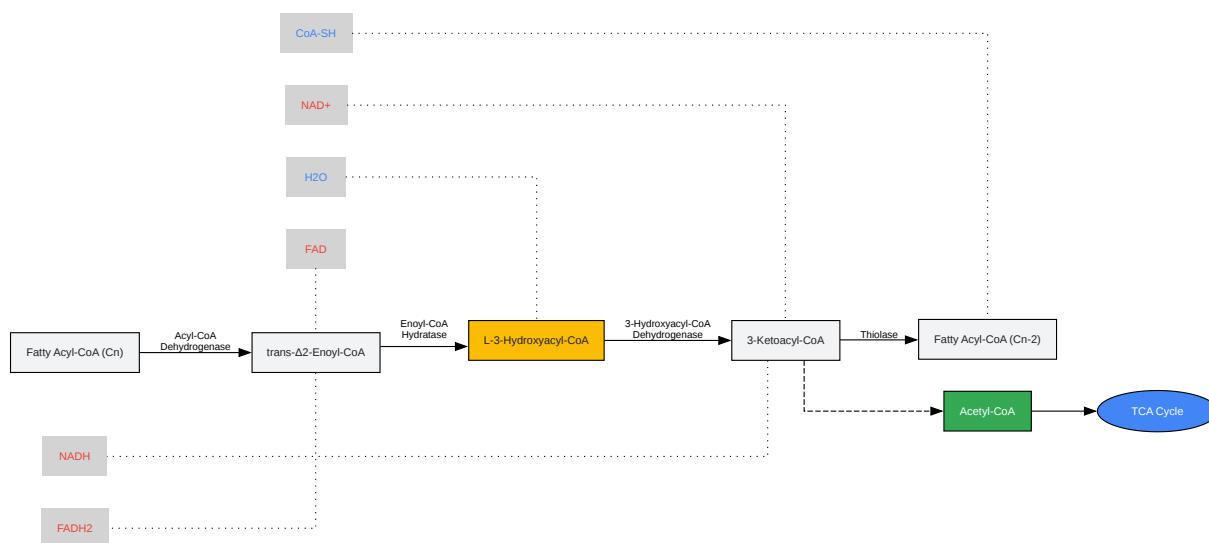 CoA-SH
NAD+
H2O
FAD
Fatty Acyl-CoA (Cn)
Acyl-CoA
Dehydrogenase
trans-Δ2-Enoyl-CoA
Enoyl-CoA
Hydratase
L-3-Hydroxyacyl-CoA
3-Hydroxyacyl-CoA
Dehydrogenase
3-Ketoacyl-CoA
Thiolase
Fatty Acyl-CoA (Cn-2)
Acetyl-CoA
TCA Cycle
NADH
FADH2